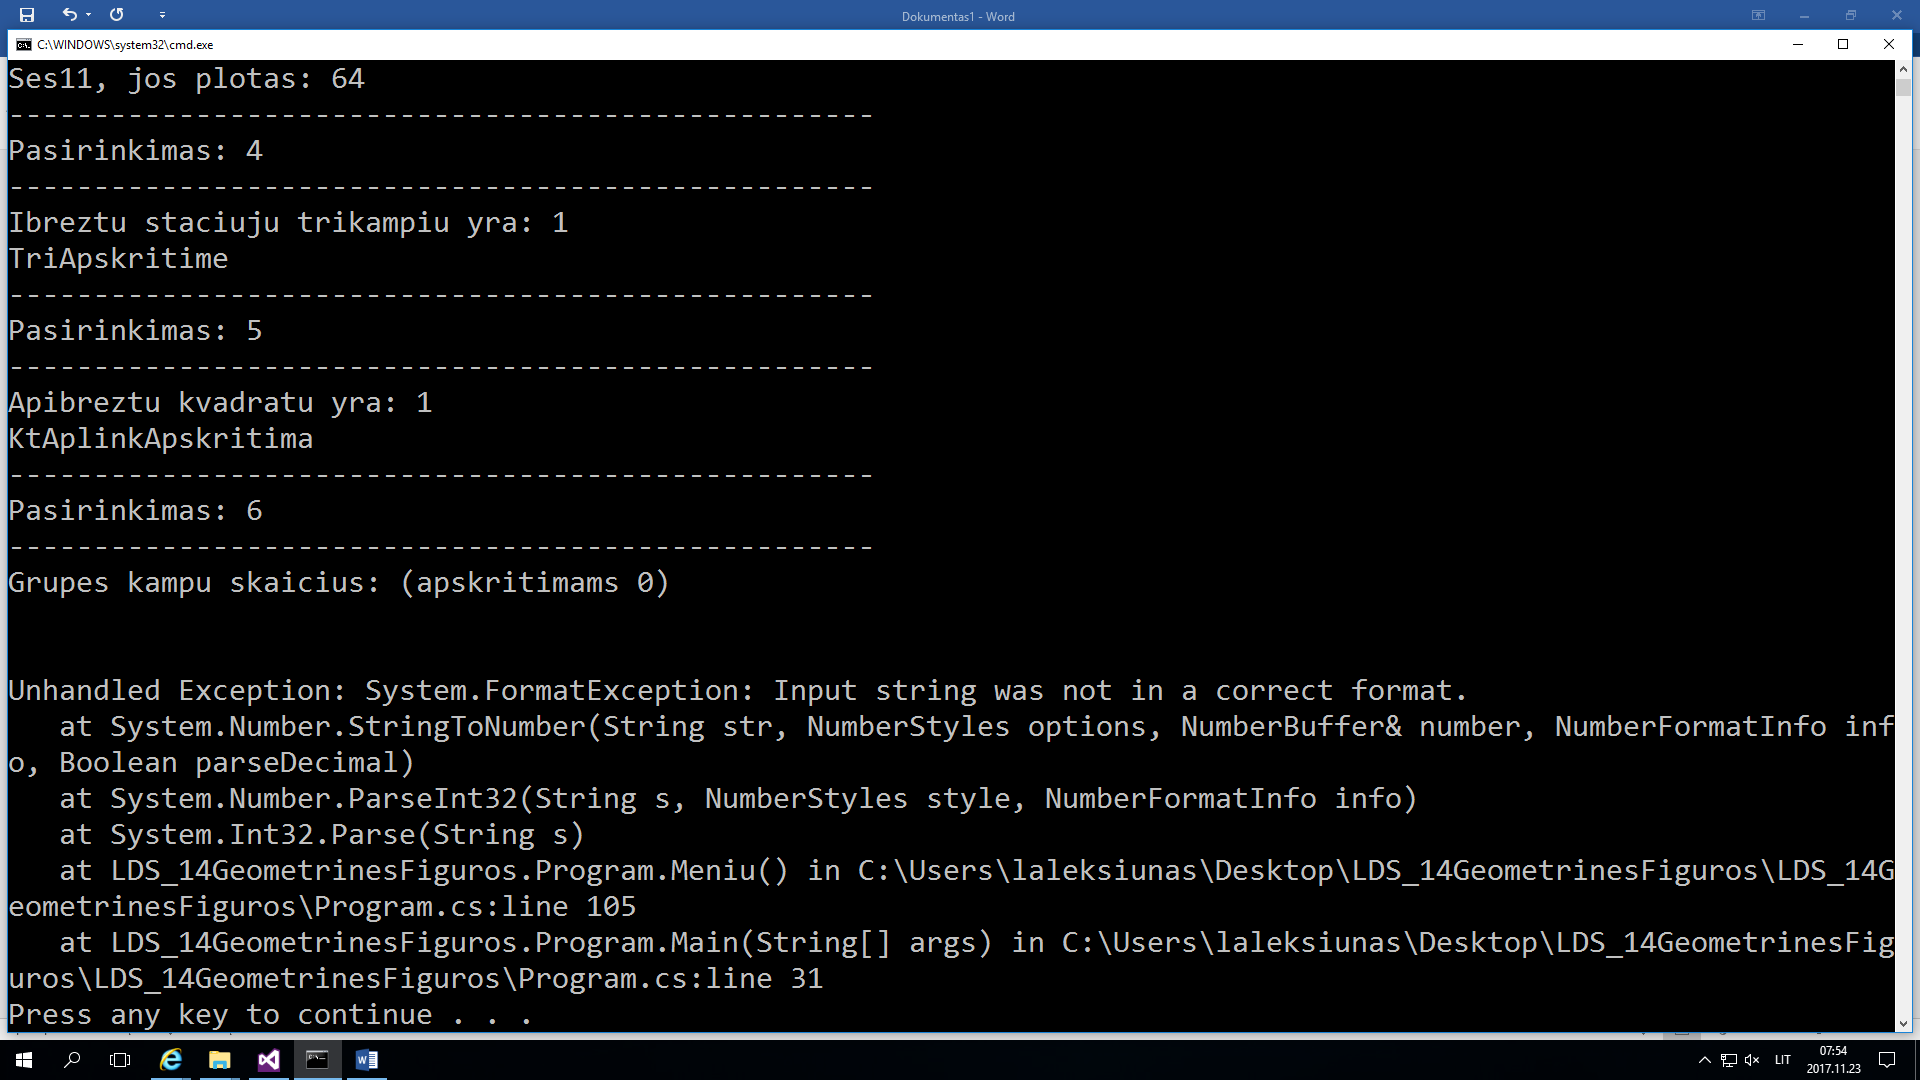 Dokumentas1 - Word
C:\WINDOWS\system32\cmd.exe
Ses11, jos plotas: 64
---------------------------------------------------
Pasirinkimas: 4
---------------------------------------------------
Ibreztu staciuju trikampiu yra: 1
TriApskritime
---------------------------------------------------
Pasirinkimas: 5
---------------------------------------------------
Apibreztu kvadratu yra: 1
KtAplinkApskritima
---------------------------------------------------
Pasirinkimas: 6
---------------------------------------------------
Grupes kampu skaicius: (apskritimams 0)
Unhandled Exception: System.FormatException: Input string was not in a correct format.
   at System.Number.StringToNumber(String str, NumberStyles options, NumberBuffer& number, NumberFormatInfo inf
o, Boolean parseDecimal)
   at System.Number.ParseInt32(String s, NumberStyles style, NumberFormatInfo info)
   at System.Int32.Parse(String s)
   at LDS_14GeometrinesFiguros.Program.Meniu() in C:\Users\laleksiunas\Desktop\LDS_14GeometrinesFiguros\LDS_14G
eometrinesFiguros\Program.cs:line 105
   at LDS_14GeometrinesFiguros.Program.Main(String[] args) in C:\Users\laleksiunas\Desktop\LDS_14GeometrinesFig
uros\LDS_14GeometrinesFiguros\Program.cs:line 31
Press any key to continue . . .
LIT
07:54
2017.11.23